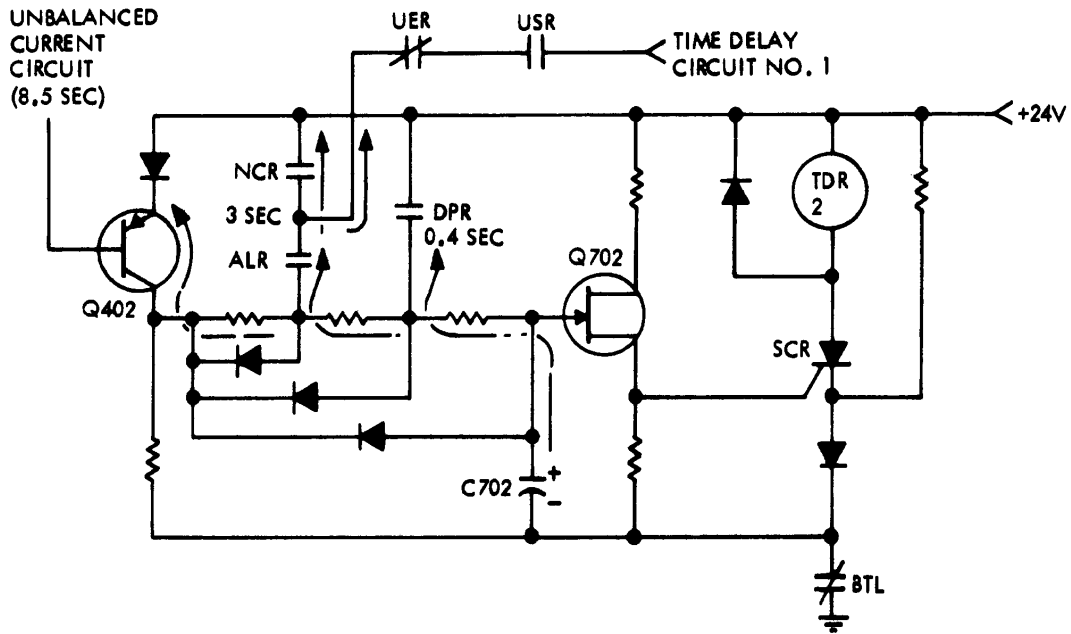 UNBALANCED
CURRENT
CIRCUIT
(8.5 SEC)
UER
USR
TIME DELAY
CIRCUIT NO. 1
+24V
NCR
3 SEC
ALR
DPR
0.4 SEC
TDR
2
Q402
Q702
SCR
C702
+
-
BTL